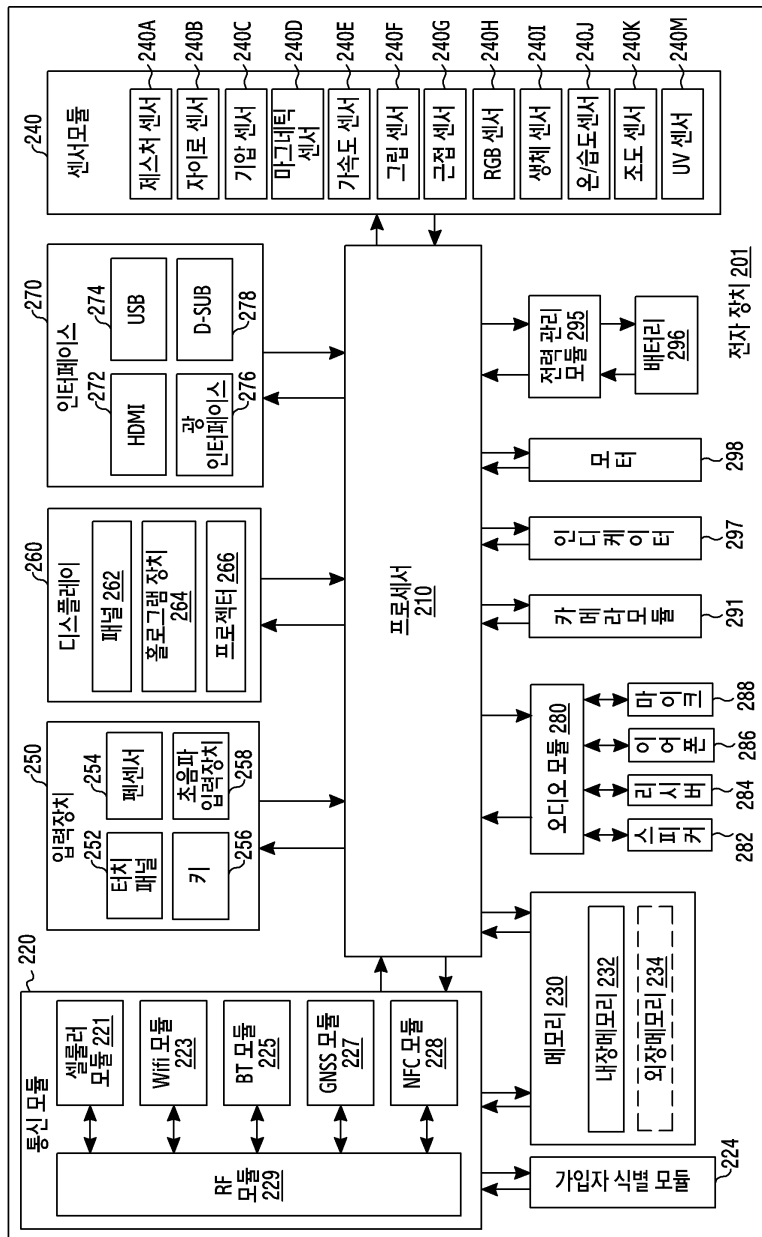 통신 모듈
220
RF
모듈
229
셀룰러
모듈 221
Wifi 모듈
223
BT 모듈
225
GNSS 모듈
227
NFC 모듈
228
입력장치
250
252
254
터치
패널
펜센서
키
초음파
입력장치
256
258
디스플레이
260
패널 262
홀로그램 장치
264
프로젝터 266
인터페이스
270
272
274
HDMI
USB
광
인터페이스
D-SUB
276
278
센서모듈
240
제스처 센서
240A
자이로 센서
240B
기압 센서
240C
마그네틱
센서
240D
가속도 센서
240E
그립 센서
240F
근접 센서
240G
RGB 센서
240H
생체 센서
240I
온/습도센서
240J
조도 센서
240K
UV 센서
240M
프로세서
210
가입자 식별 모듈
224
메모리 230
내장메모리 232
외장메모리 234
오디오 모듈 280
스피커
282
리시버
284
이어폰
286
마이크
288
카메라모듈
291
인디케이터
297
모터
298
전력 관리
모듈 295
배터리
296
전자 장치 201